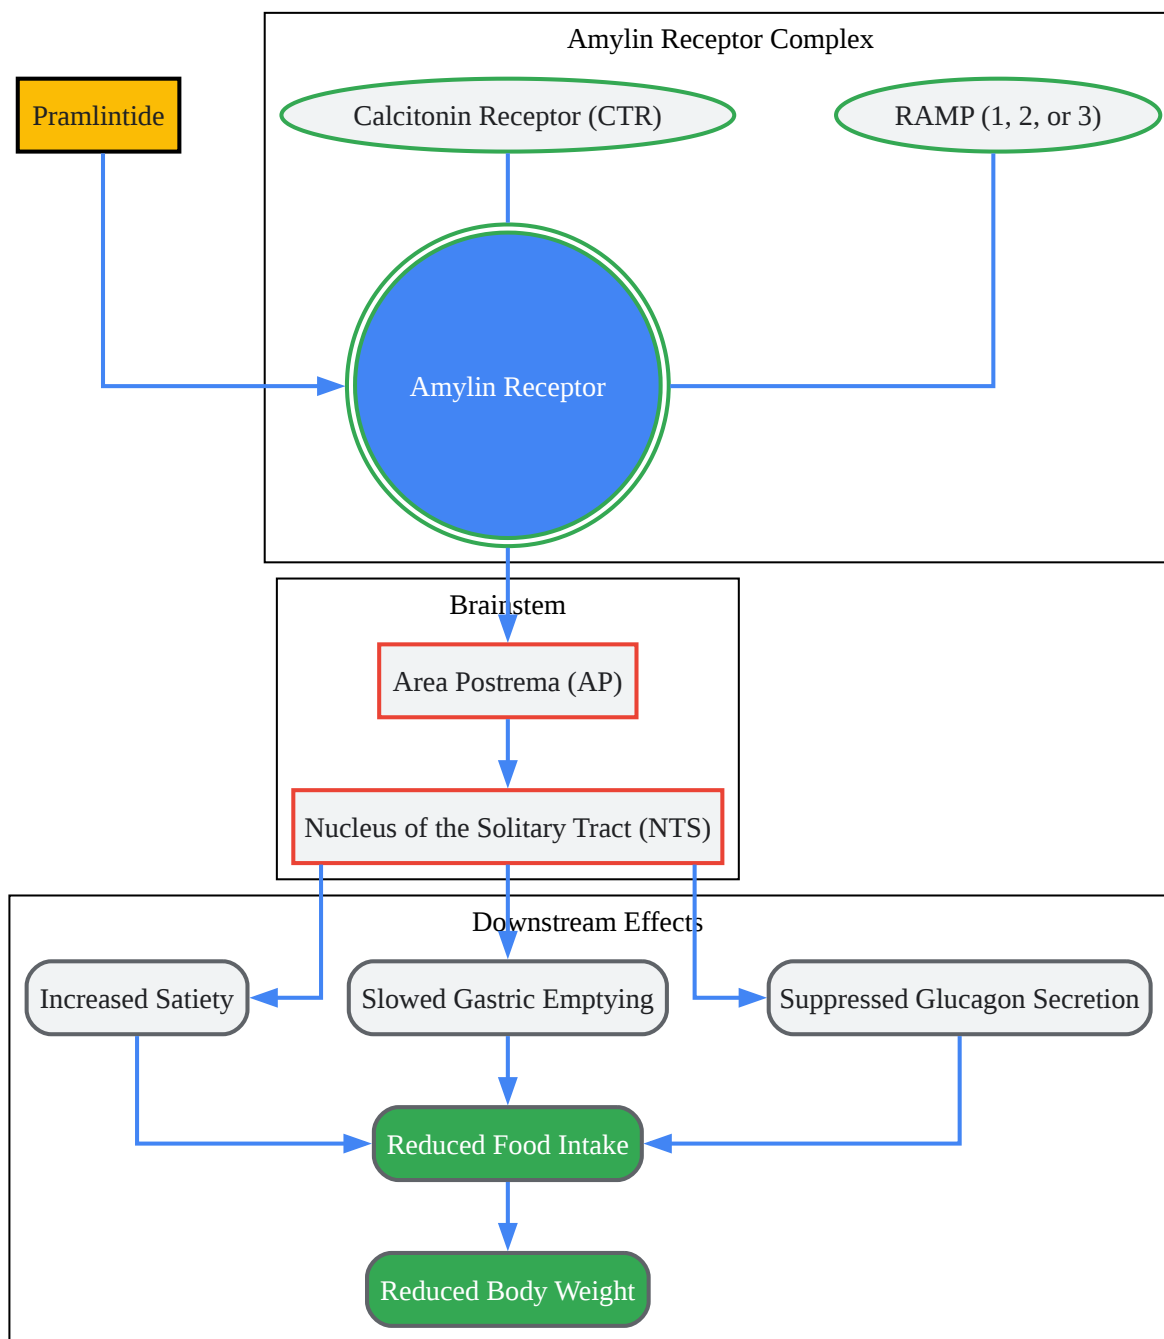 Amylin Receptor Complex
Pramlintide
Calcitonin Receptor (CTR)
RAMP (1, 2, or 3)
Amylin Receptor
Brainstem
Area Postrema (AP)
Nucleus of the Solitary Tract (NTS)
Downstream Effects
Increased Satiety
Slowed Gastric Emptying
Suppressed Glucagon Secretion
Reduced Food Intake
Reduced Body Weight